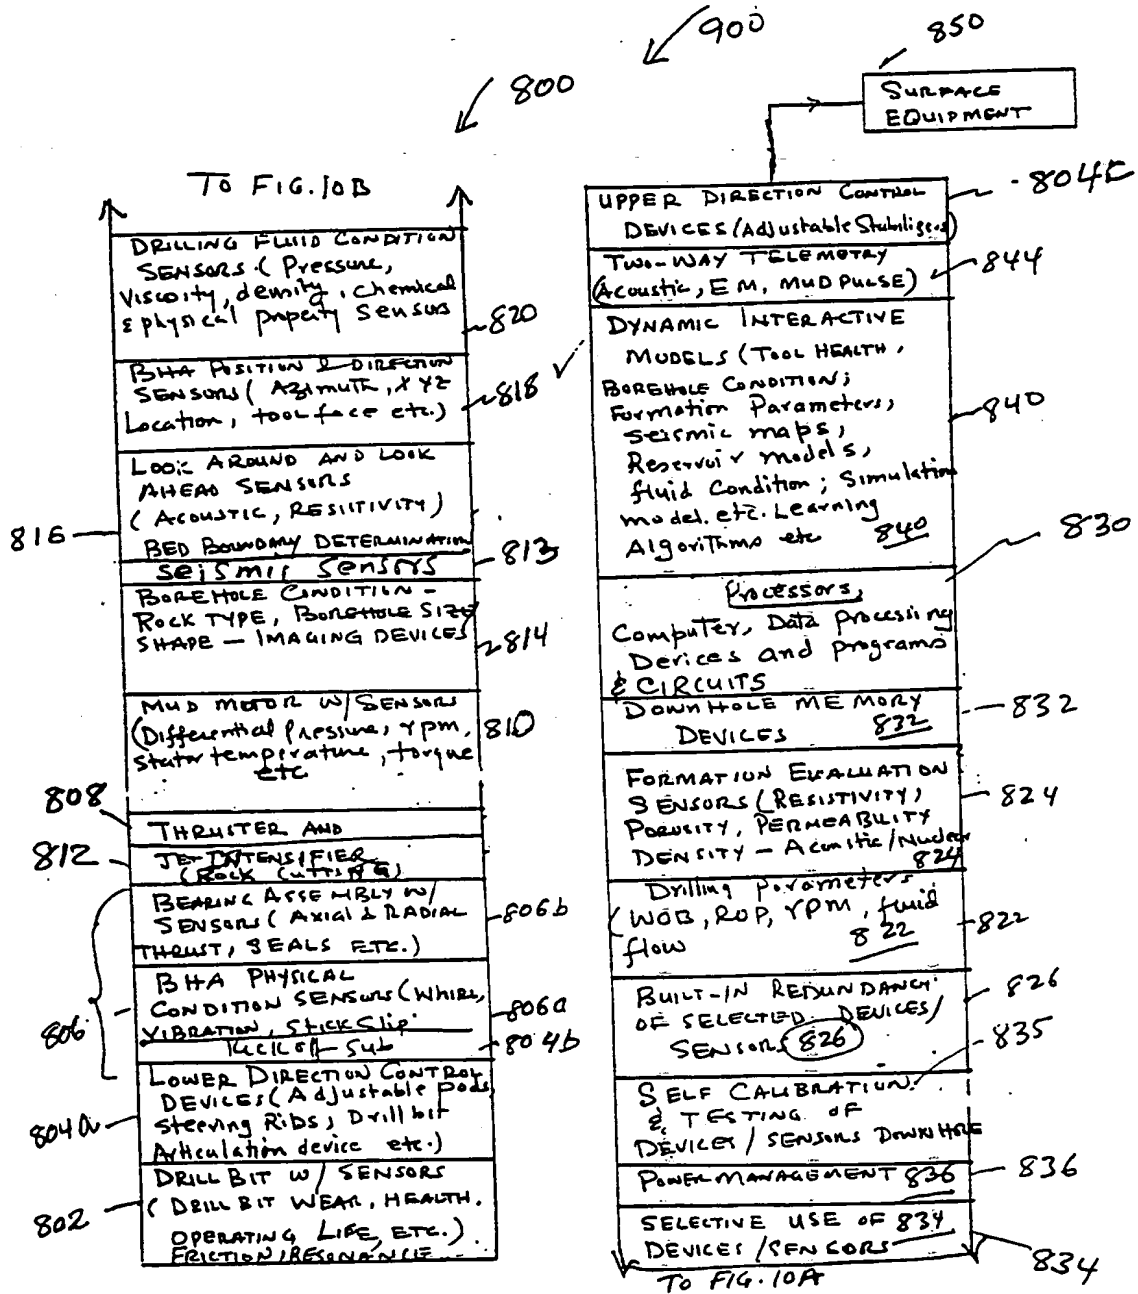 900
850
800
SURFACE
EQUIPMENT
TO FIG. 10B
DRILLING FLUID CONDITION
SENSORS (Pressure,
Viscosity, density, chemical
& physical property Sensors
820
BHA POSITION & DIRECTION
SENSORS (Azimuth, XYZ
Location, tool face etc.)
818
LOOK AROUND AND LOOK
AHEAD SENSORS
(ACOUSTIC, RESISTIVITY)
BED BOUNDARY DETERMINATION
816
Seismic Sensors
813
BOREHOLE CONDITION -
ROCK TYPE, BOREHOLE SIZE
SHAPE - IMAGING DEVICES
814
MUD MOTOR W/ SENSORS
(Differential Pressure, rpm,
stator temperature, torque
etc
810
808
THRUSTER AND
812
JET INTENSIFIER
(ROCK CUTTING)
BEARING ASSEMBLY W/
SENSORS (AXIAL & RADIAL
THRUST, SEALS ETC.)
806b
BHA PHYSICAL
CONDITION SENSORS (WHIRL,
VIBRATION, Stick Slip
806a
806
Kickoff Sub
804b
LOWER DIRECTION CONTROL
DEVICES (Adjustable pads,
Steering Ribs, Drill bit
Articulation device etc.)
804a
DRILL BIT W/ SENSORS
(DRILL BIT WEAR, HEALTH,
OPERATING LIFE, ETC.)
FRICTION, RESONANCE
802
UPPER DIRECTION CONTROL
DEVICES (Adjustable Stabilizers)
804C
TWO-WAY TELEMETRY
(Acoustic, EM, MUD PULSE)
844
DYNAMIC INTERACTIVE
MODELS (TOOL HEALTH,
BOREHOLE CONDITION;
Formation Parameters,
Seismic maps,
Reservoir models,
fluid Condition; Simulation
model. etc. Learning
Algorithms etc 840
840
Processors,
Computer, Data processing
Devices and programs
& CIRCUITS
830
DOWNHOLE MEMORY
DEVICES 832
832
FORMATION EVALUATION
SENSORS (RESISTIVITY,
POROSITY, PERMEABILITY
DENSITY - Acoustic/Nuclear
824
824
Drilling parameters
(WOB, ROP, rpm, fluid
flow 822
822
BUILT-IN REDUNDANCY
OF SELECTED DEVICES/
SENSORS 826
826
SELF CALIBRATION
& TESTING OF
DEVICES / SENSORS DOWNHOLE
835
POWER MANAGEMENT 836
836
SELECTIVE USE OF 834
DEVICES / SENSORS
834
TO FIG. 10A